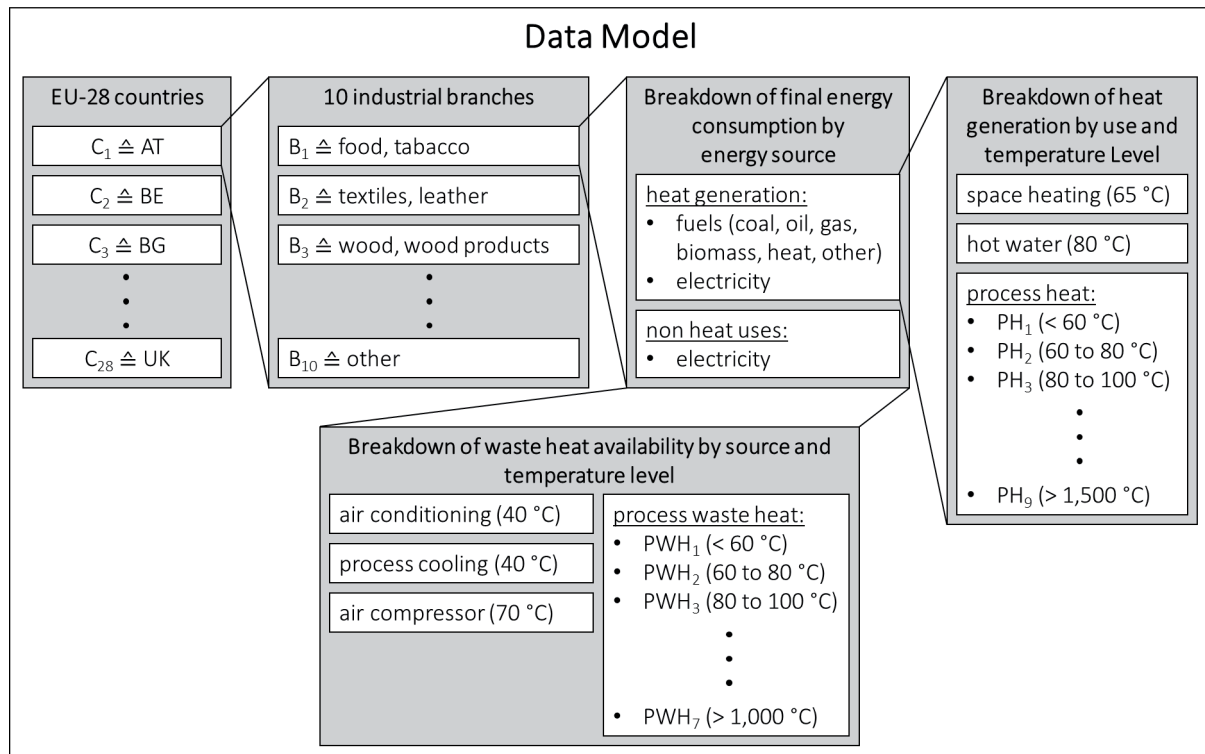 Data Model
EU-28 countries
C₁ ≙ AT
C₂ ≙ BE
C₃ ≙ BG
•
•
•
C₂₈ ≙ UK
10 industrial branches
B₁ ≙ food, tabacco
B₂ ≙ textiles, leather
B₃ ≙ wood, wood products
•
•
•
B₁₀ ≙ other
Breakdown of final energy
consumption by
energy source
heat generation:
• fuels (coal, oil, gas,
biomass, heat, other)
• electricity
non heat uses:
• electricity
Breakdown of heat
generation by use and
temperature Level
space heating (65 °C)
hot water (80 °C)
process heat:
• PH₁ (< 60 °C)
• PH₂ (60 to 80 °C)
• PH₃ (80 to 100 °C)
•
•
•
• PH₉ (> 1,500 °C)
Breakdown of waste heat availability by source and
temperature level
air conditioning (40 °C)
process cooling (40 °C)
air compressor (70 °C)
process waste heat:
• PWH₁ (< 60 °C)
• PWH₂ (60 to 80 °C)
• PWH₃ (80 to 100 °C)
•
•
•
• PWH₇ (> 1,000 °C)